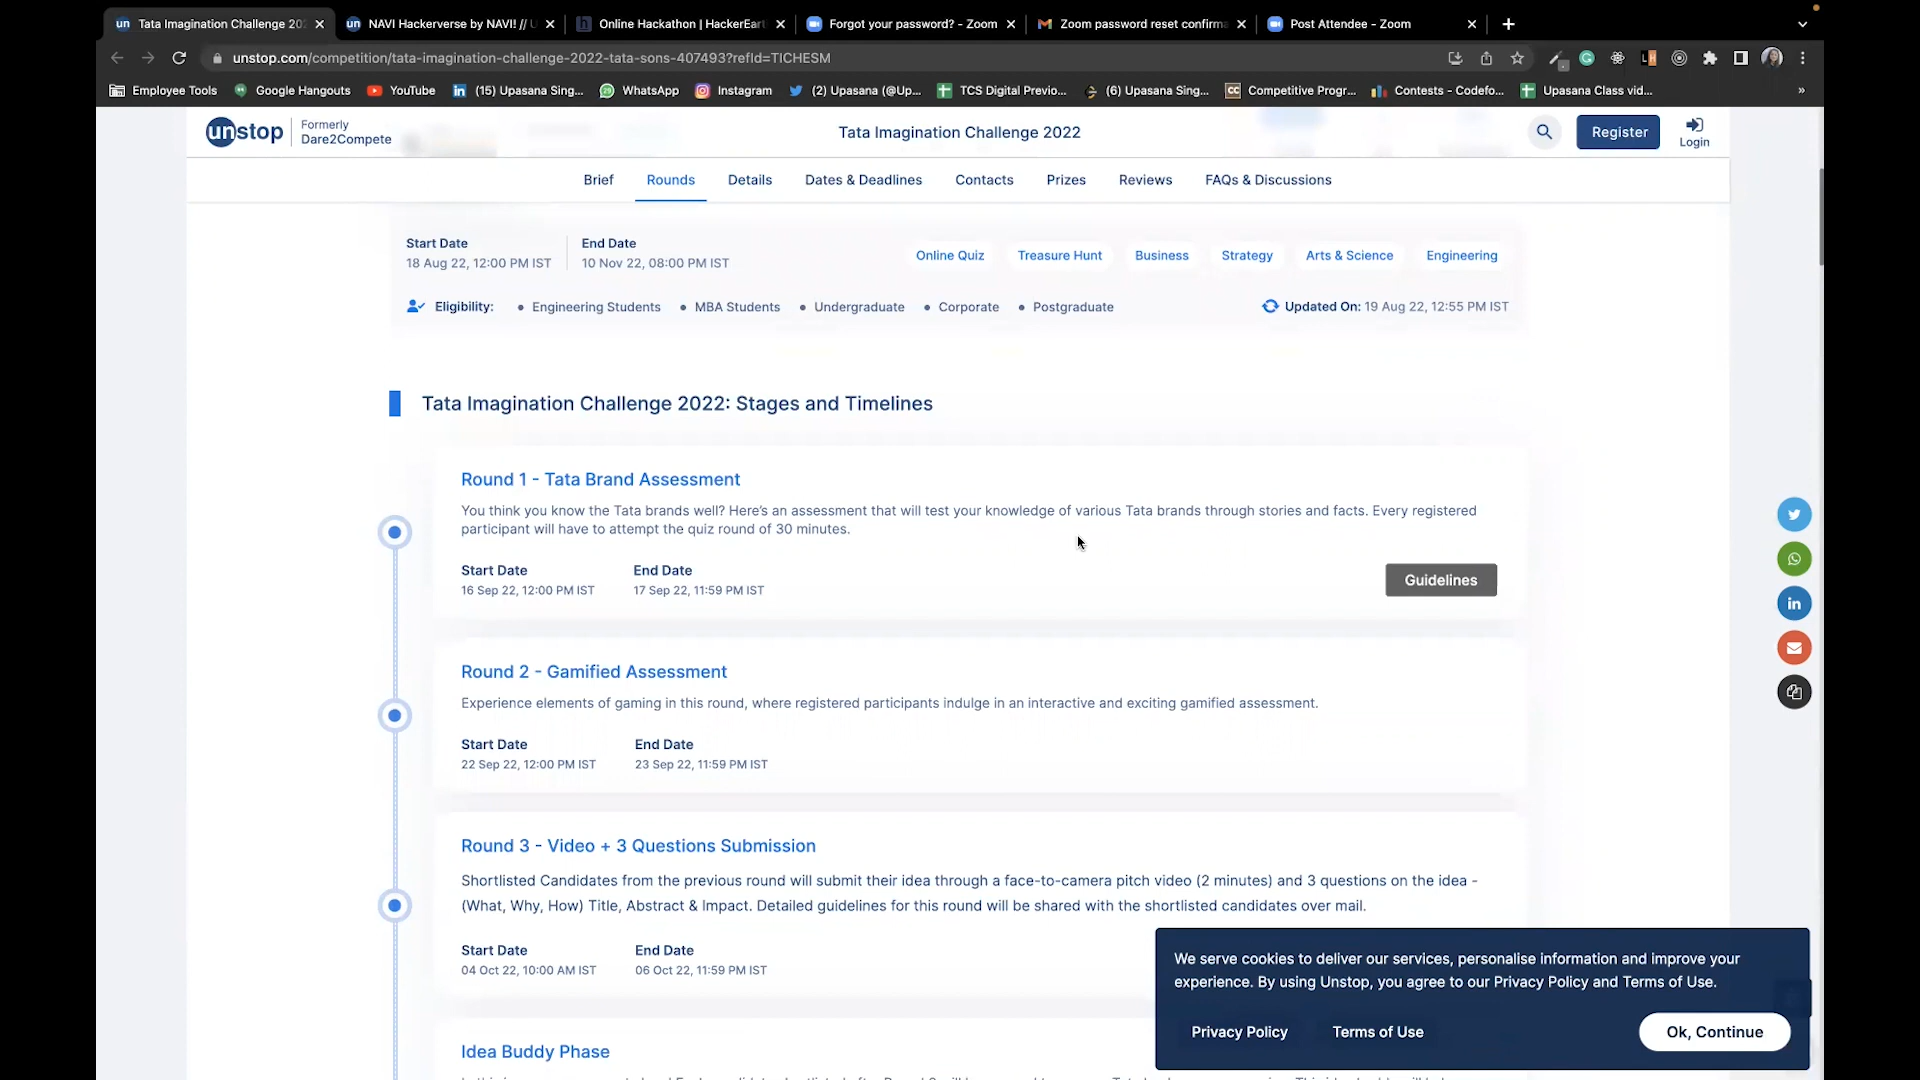 Tata Imagination Challenge 20
NAVI Hackerverse by NAVI! // U
Online Hackathon | HackerEart
Forgot your password? - Zoom
Zoom password reset confirma
Post Attendee - Zoom
unstop.com/competition/tata-imagination-challenge-2022-tata-sons-407493?refId=TICHESM
Employee Tools
Google Hangouts
YouTube
(15) Upasana Sing...
WhatsApp
Instagram
(2) Upasana (@Up...
TCS Digital Previo...
(6) Upasana Sing...
Competitive Progr...
Contests - Codefo...
Upasana Class vid...
»
unstop
Formerly
Dare2Compete
Tata Imagination Challenge 2022
Register
Login
Brief Rounds Details Dates & Deadlines Contacts Prizes Reviews FAQs & Discussions
Start Date End Date
18 Aug 22, 12:00 PM IST 10 Nov 22, 08:00 PM IST
Online Quiz Treasure Hunt Business Strategy Arts & Science Engineering
Eligibility: • Engineering Students • MBA Students • Undergraduate • Corporate • Postgraduate
Updated On: 19 Aug 22, 12:55 PM IST
Tata Imagination Challenge 2022: Stages and Timelines
Round 1 - Tata Brand Assessment
You think you know the Tata brands well? Here's an assessment that will test your knowledge of various Tata brands through stories and facts. Every registered
participant will have to attempt the quiz round of 30 minutes.
Start Date End Date
16 Sep 22, 12:00 PM IST 17 Sep 22, 11:59 PM IST
Guidelines
Round 2 - Gamified Assessment
Experience elements of gaming in this round, where registered participants indulge in an interactive and exciting gamified assessment.
Start Date End Date
22 Sep 22, 12:00 PM IST 23 Sep 22, 11:59 PM IST
Round 3 - Video + 3 Questions Submission
Shortlisted Candidates from the previous round will submit their idea through a face-to-camera pitch video (2 minutes) and 3 questions on the idea -
(What, Why, How) Title, Abstract & Impact. Detailed guidelines for this round will be shared with the shortlisted candidates over mail.
Start Date End Date
04 Oct 22, 10:00 AM IST 06 Oct 22, 11:59 PM IST
Idea Buddy Phase
We serve cookies to deliver our services, personalise information and improve your
experience. By using Unstop, you agree to our Privacy Policy and Terms of Use.
Privacy Policy Terms of Use Ok, Continue